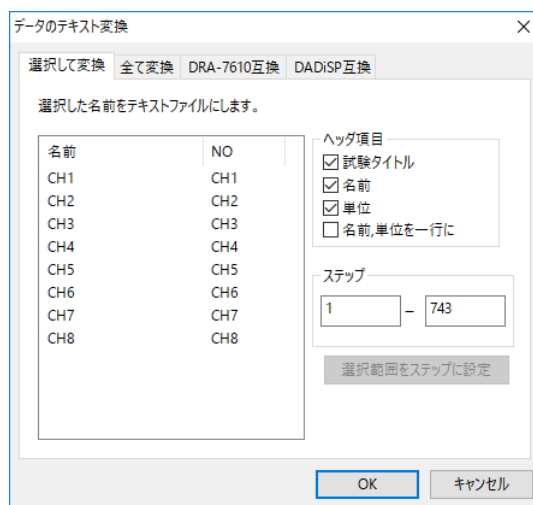 データのテキスト変換
選択して変換 全て変換 DRA-7610互換 DADiSP互換
選択した名前をテキストファイルにします。
名前 NO
CH1 CH1
CH2 CH2
CH3 CH3
CH4 CH4
CH5 CH5
CH6 CH6
CH7 CH7
CH8 CH8
ヘッダ項目
試験タイトル
名前
単位
名前,単位を一行に
ステップ
1 – 743
選択範囲をステップに設定
OK キャンセル